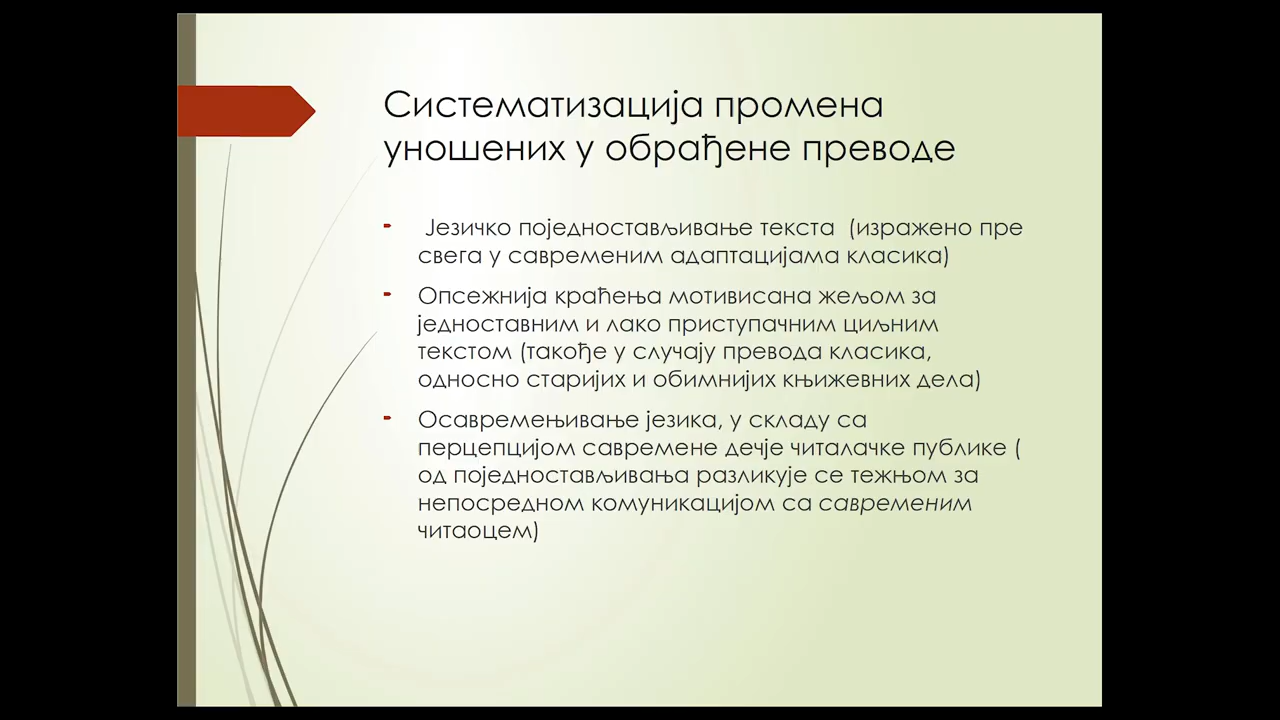 Систематизација промена
уношених у обрађене преводе
Језичко поједностављивање текста (изражено пре
свега у савременим адаптацијама класика)
Опсежнија краћења мотивисана жељом за
једноставним и лако приступачним циљним
текстом (такође у случају превода класика,
односно старијих и обимнијих књижевних дела)
Осавремењивање језика, у складу са
перцепцијом савремене дечје читалачке публике (
од поједностављивања разликује се тежњом за
непосредном комуникацијом са савременим
читаоцем)